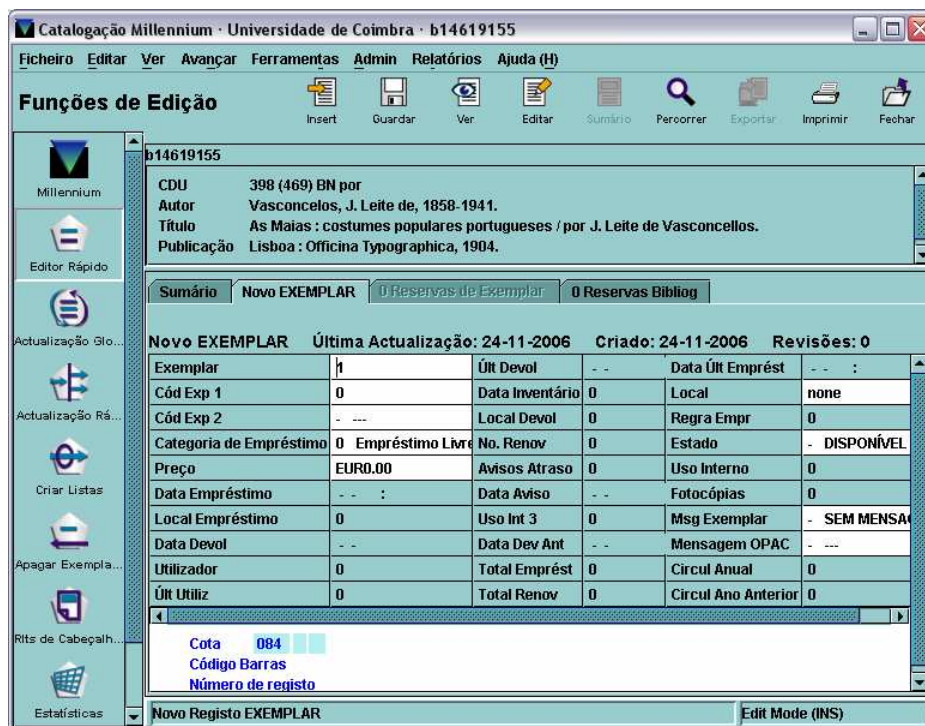 Catalogação Millennium · Universidade de Coimbra · b14619155
Ficheiro Editar Ver Avançar Ferramentas Admin Relatórios Ajuda (H)
Funções de Edição
Insert Guardar Ver Editar Sumário Percorrer Exportar Imprimir Fechar
Millennium
Editor Rápido
Actualização Glo...
Actualização Rá...
Criar Listas
Apagar Exempla...
Rlts de Cabeçalh...
Estatísticas
b14619155
CDU 398 (469) BN por
Autor Vasconcelos, J. Leite de, 1858-1941.
Título As Maias : costumes populares portugueses / por J. Leite de Vasconcellos.
Publicação Lisboa : Officina Typographica, 1904.
Sumário Novo EXEMPLAR 0 Reservas de Exemplar 0 Reservas Bibliog
Novo EXEMPLAR Última Actualização: 24-11-2006 Criado: 24-11-2006 Revisões: 0
Exemplar 1 Últ Devol - - Data Últ Emprést - - :
Cód Exp 1 0 Data Inventário 0 Local none
Cód Exp 2 - --- Local Devol 0 Regra Empr 0
Categoria de Empréstimo 0 Empréstimo Livre No. Renov 0 Estado - DISPONÍVEL
Preço EUR0.00 Avisos Atraso 0 Uso Interno 0
Data Empréstimo - - : Data Aviso - - Fotocópias 0
Local Empréstimo 0 Uso Int 3 0 Msg Exemplar - SEM MENSAG
Data Devol - - Data Dev Ant - - Mensagem OPAC - ---
Utilizador 0 Total Emprést 0 Circul Anual 0
Últ Utiliz 0 Total Renov 0 Circul Ano Anterior 0
Cota 084
Código Barras
Número de registo
Novo Registo EXEMPLAR Edit Mode (INS)